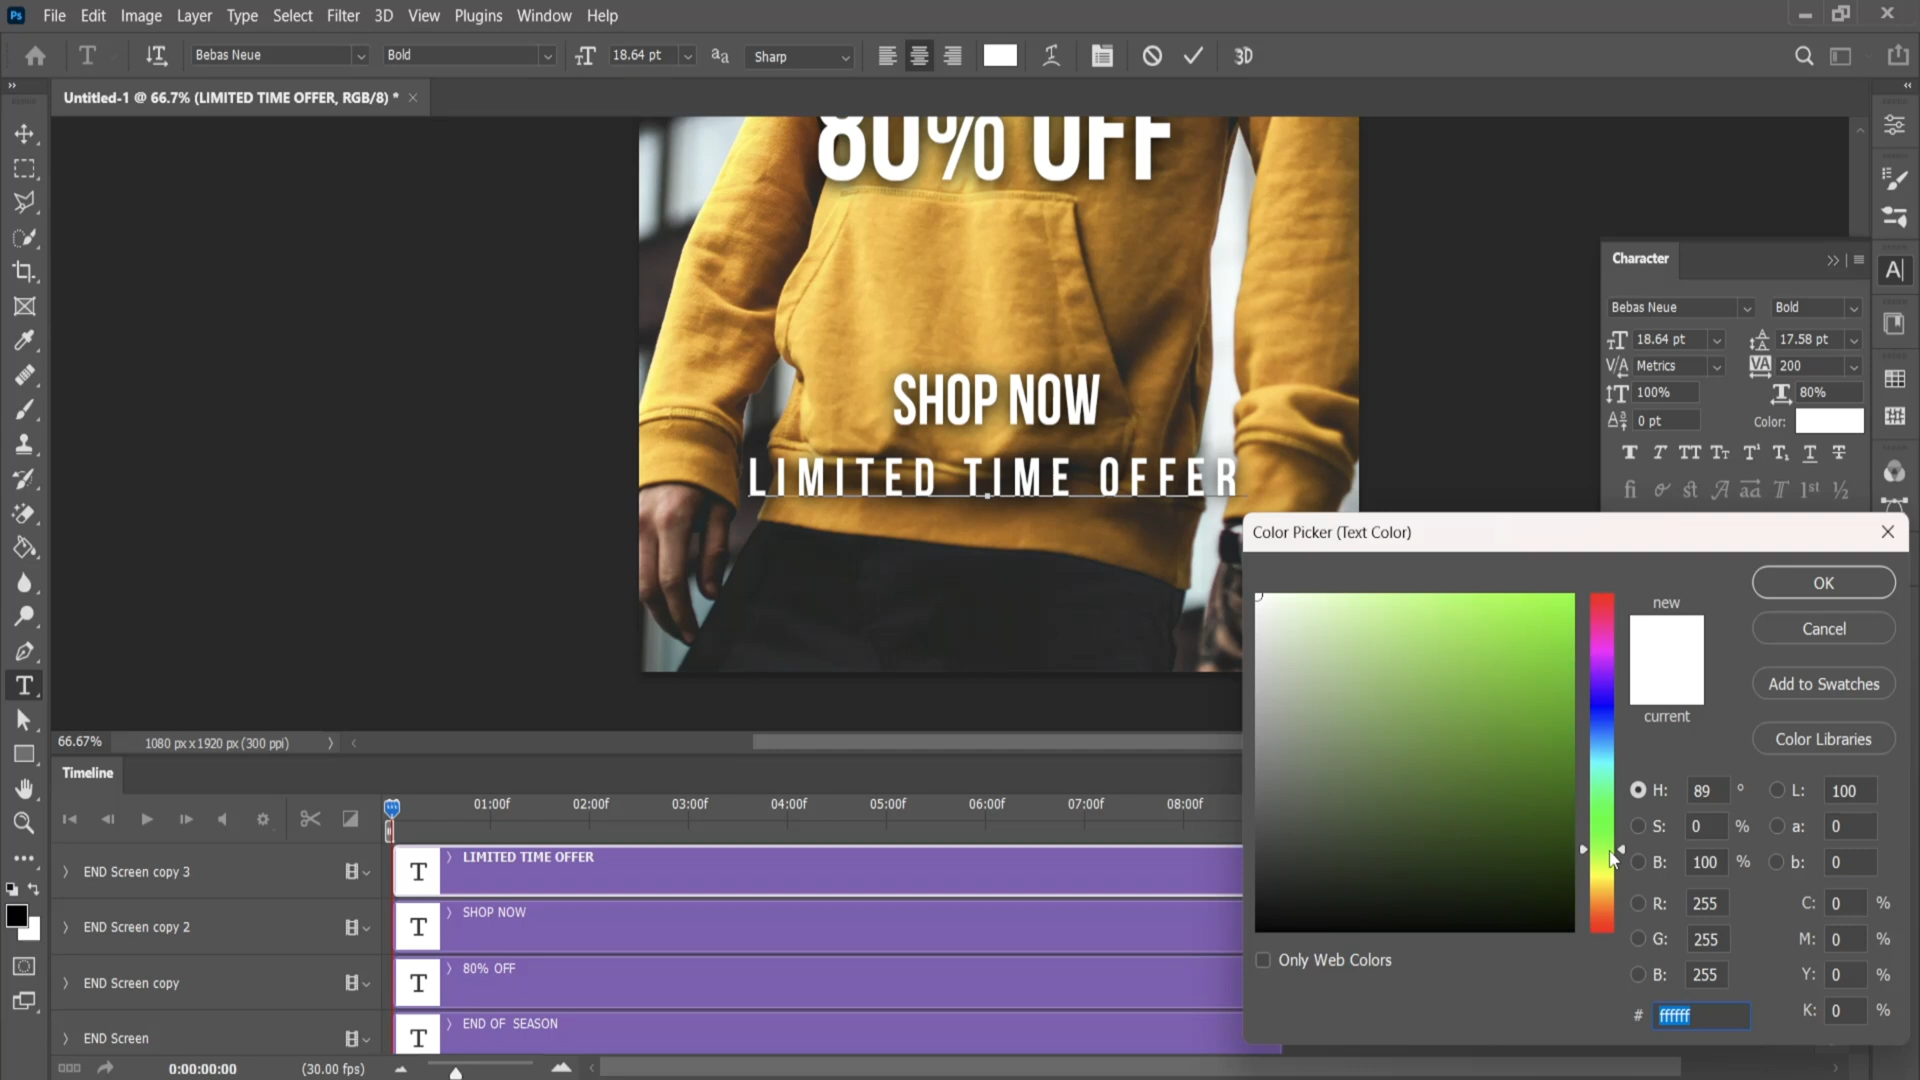 Ps File Edit Image Layer Type Select Filter 3D View Plugins Window Help
T Bebas Neue Bold 18.64 pt aa Sharp 3D
Untitled-1 @ 66.7% (LIMITED TIME OFFER, RGB/8) *
80% OFF
SHOP NOW
LIMITED TIME OFFER
Character
Bebas Neue Bold
18.64 pt 17.58 pt
Metrics 200
100% 80%
0 pt Color:
Color Picker (Text Color)
OK
Cancel
Add to Swatches
Color Libraries
new
current
H: 89 ° L: 100
S: 0 % a: 0
B: 100 % b: 0
R: 255 C: 0 %
G: 255 M: 0 %
B: 255 Y: 0 %
# ffffff K: 0 %
Only Web Colors
66.67% 1080 px x 1920 px (300 ppi)
Timeline
01:00f 02:00f 03:00f 04:00f 05:00f 06:00f 07:00f 08:00f
END Screen copy 3 T LIMITED TIME OFFER
END Screen copy 2 T SHOP NOW
END Screen copy T 80% OFF
END Screen T END OF SEASON
0:00:00:00 (30.00 fps)